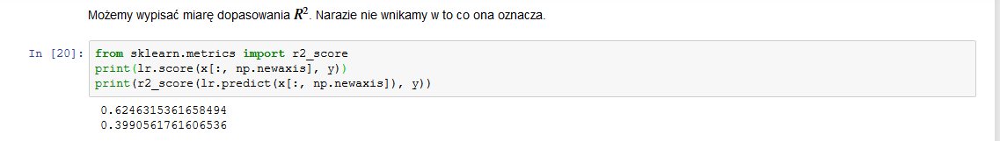 Możemy wypisać miarę dopasowania R². Narazie nie wnikamy w to co ona oznacza.
In [20]: from sklearn.metrics import r2_score
print(lr.score(x[:, np.newaxis], y))
print(r2_score(lr.predict(x[:, np.newaxis]), y))
0.6246315361658494
0.3990561761606536